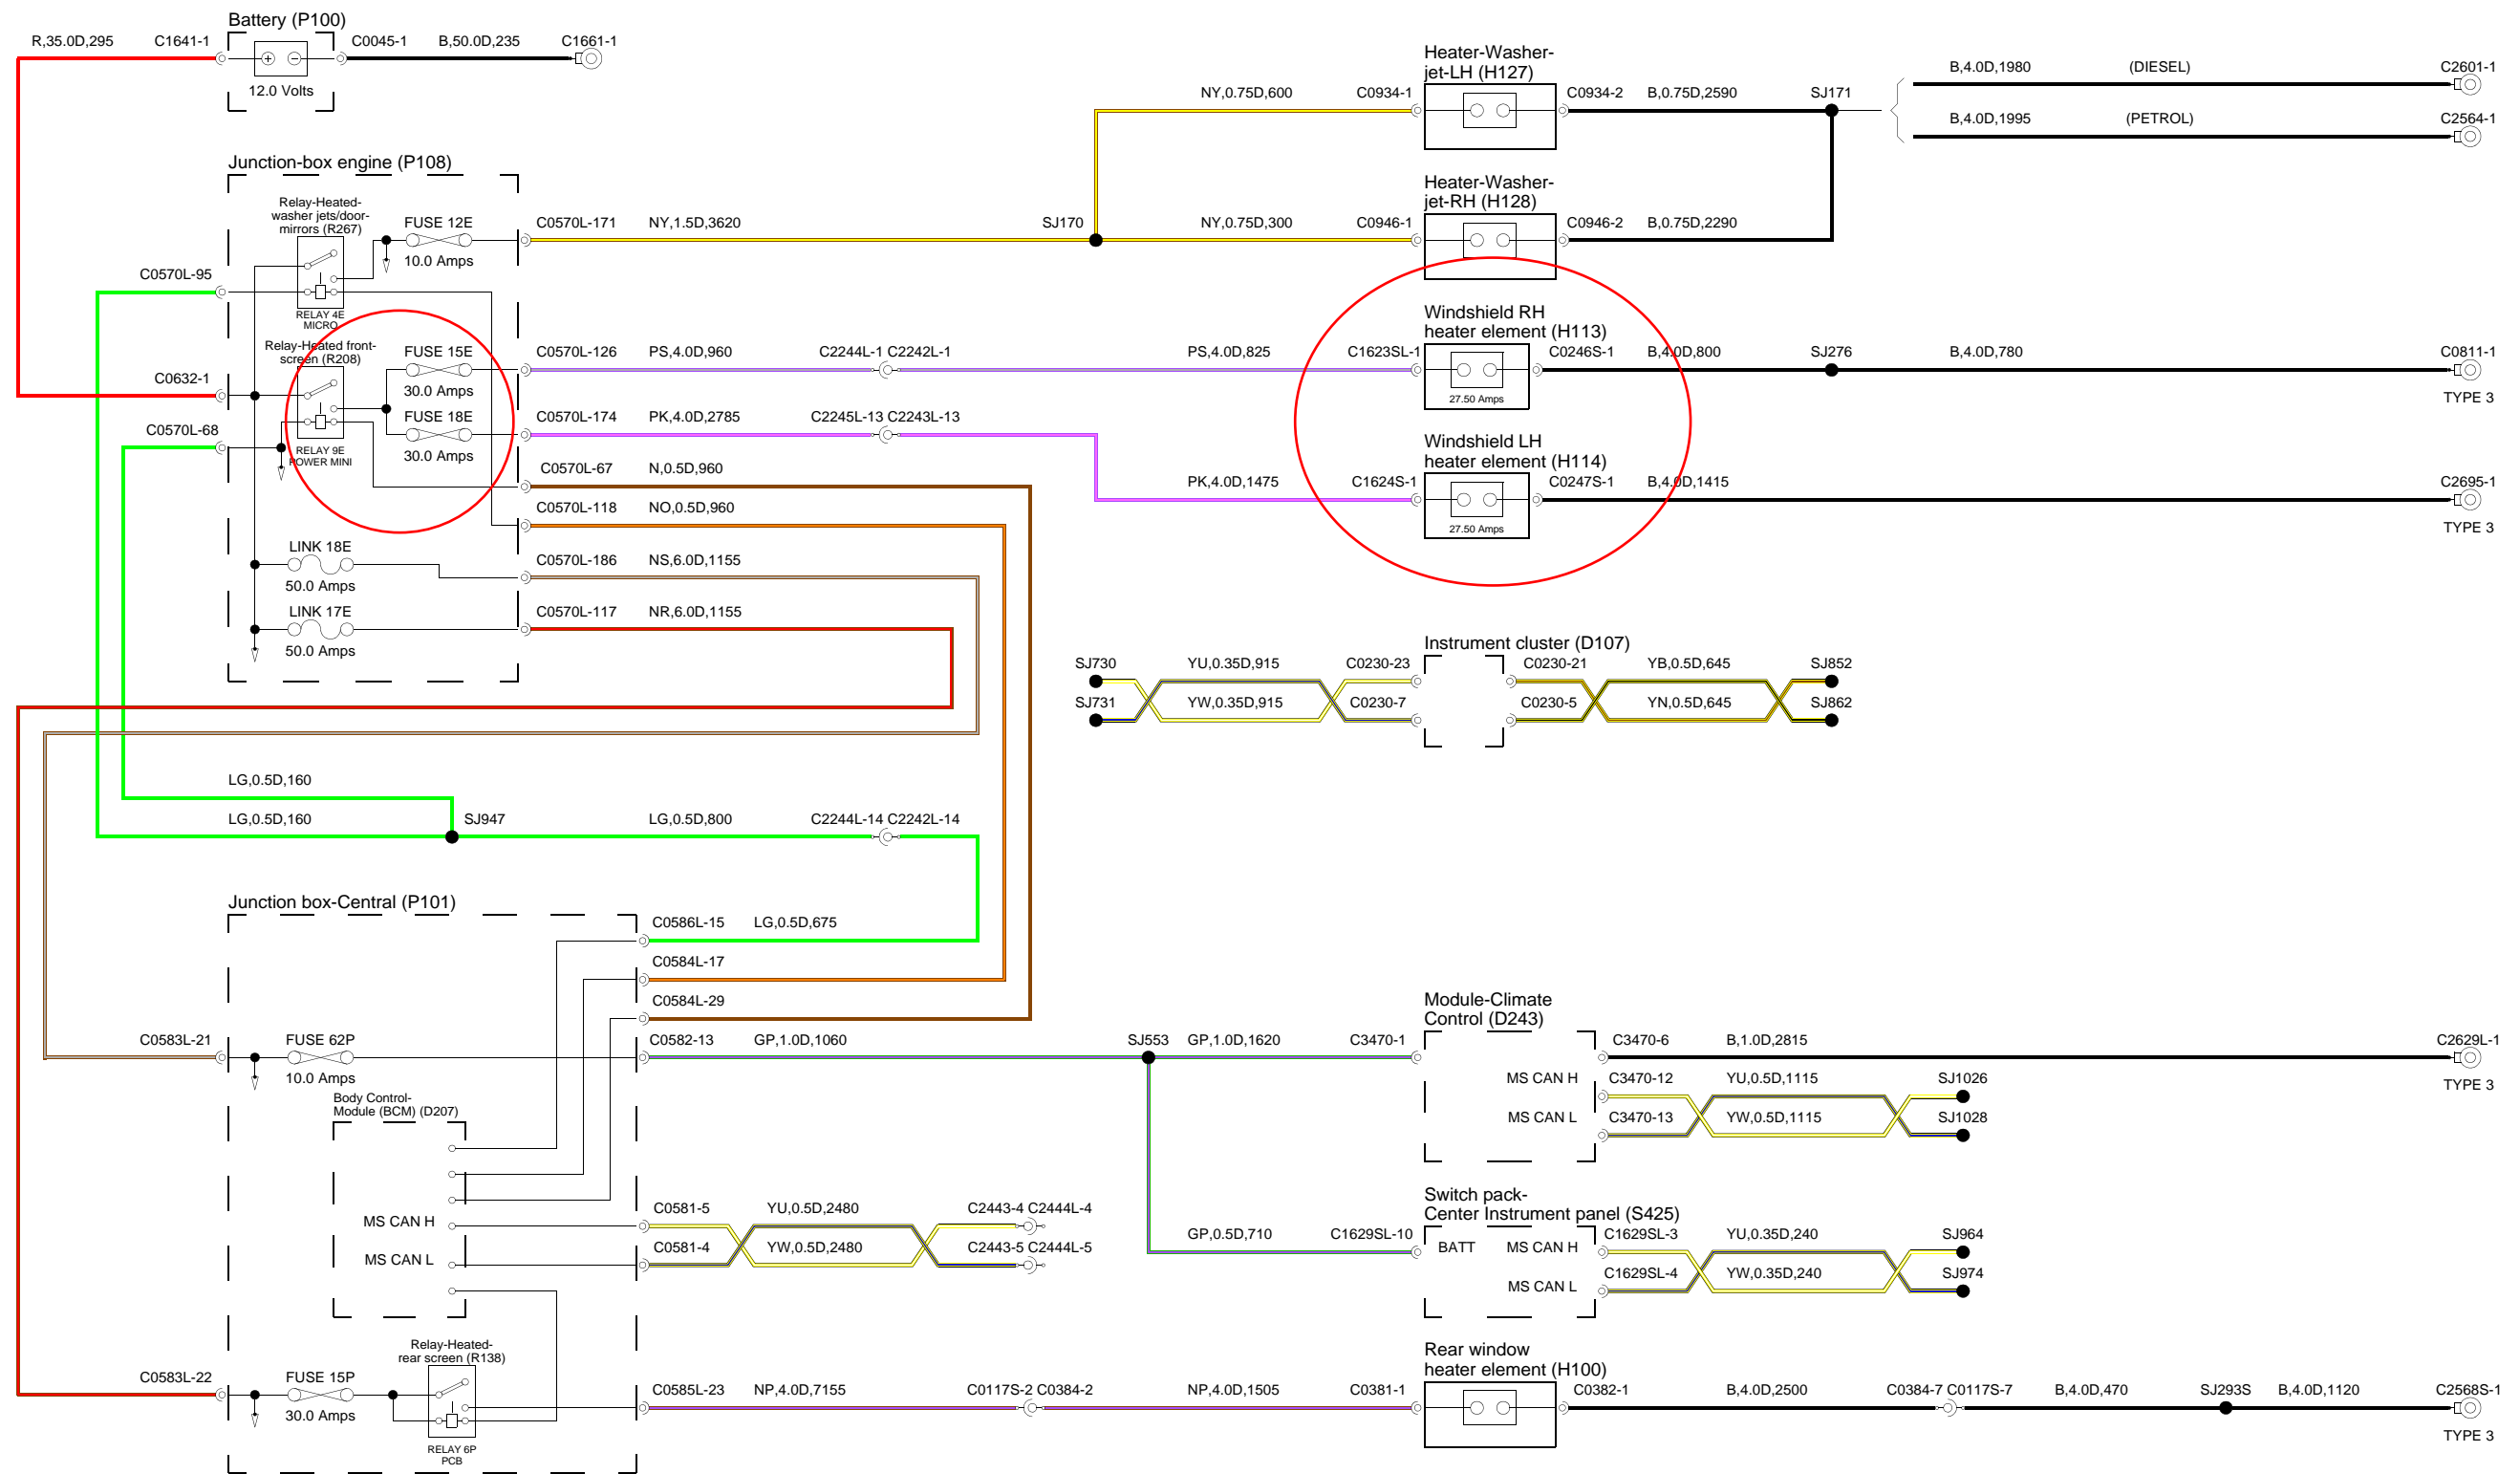 Battery (P100)
R,35.0D,295
C1641-1
C0045-1
B,50.0D,235
C1661-1
12.0 Volts
Heater-Washer-
jet-LH (H127)
NY,0.75D,600
C0934-1
C0934-2
B,0.75D,2590
SJ171
B,4.0D,1980
(DIESEL)
C2601-1
B,4.0D,1995
(PETROL)
C2564-1
Junction-box engine (P108)
Relay-Heated-
washer jets/door-
mirrors (R267)
FUSE 12E
10.0 Amps
C0570L-171
NY,1.5D,3620
SJ170
NY,0.75D,300
Heater-Washer-
jet-RH (H128)
C0946-1
C0946-2
B,0.75D,2290
C0570L-95
RELAY 4E
MICRO
Relay-Heated front-
screen (R208)
FUSE 15E
30.0 Amps
C0570L-126
PS,4.0D,960
C2244L-1 C2242L-1
PS,4.0D,825
Windshield RH
heater element (H113)
C1623SL-1
27.50 Amps
C0246S-1
B,4.0D,800
SJ276
B,4.0D,780
C0811-1
TYPE 3
C0632-1
FUSE 18E
30.0 Amps
C0570L-174
PK,4.0D,2785
C2245L-13 C2243L-13
C0570L-68
RELAY 9E
POWER MINI
Windshield LH
heater element (H114)
PK,4.0D,1475
C1624S-1
27.50 Amps
C0247S-1
B,4.0D,1415
C2695-1
TYPE 3
C0570L-67
N,0.5D,960
C0570L-118
NO,0.5D,960
LINK 18E
50.0 Amps
C0570L-186
NS,6.0D,1155
LINK 17E
50.0 Amps
C0570L-117
NR,6.0D,1155
Instrument cluster (D107)
SJ730
YU,0.35D,915
C0230-23
C0230-21
YB,0.5D,645
SJ852
SJ731
YW,0.35D,915
C0230-7
C0230-5
YN,0.5D,645
SJ862
LG,0.5D,160
LG,0.5D,160
SJ947
LG,0.5D,800
C2244L-14 C2242L-14
Junction box-Central (P101)
C0586L-15
LG,0.5D,675
C0584L-17
C0584L-29
C0583L-21
FUSE 62P
10.0 Amps
C0582-13
GP,1.0D,1060
SJ553
GP,1.0D,1620
Module-Climate
Control (D243)
C3470-1
C3470-6
B,1.0D,2815
C2629L-1
TYPE 3
MS CAN H
C3470-12
YU,0.5D,1115
SJ1026
MS CAN L
C3470-13
YW,0.5D,1115
SJ1028
Body Control-
Module (BCM) (D207)
MS CAN H
C0581-5
YU,0.5D,2480
C2443-4 C2444L-4
MS CAN L
C0581-4
YW,0.5D,2480
C2443-5 C2444L-5
Switch pack-
Center Instrument panel (S425)
GP,0.5D,710
C1629SL-10
BATT
MS CAN H
C1629SL-3
YU,0.35D,240
SJ964
MS CAN L
C1629SL-4
YW,0.35D,240
SJ974
Relay-Heated-
rear screen (R138)
C0583L-22
FUSE 15P
30.0 Amps
RELAY 6P
PCB
C0585L-23
NP,4.0D,7155
C0117S-2 C0384-2
NP,4.0D,1505
Rear window
heater element (H100)
C0381-1
C0382-1
B,4.0D,2500
C0384-7 C0117S-7
B,4.0D,470
SJ293S
B,4.0D,1120
C2568S-1
TYPE 3